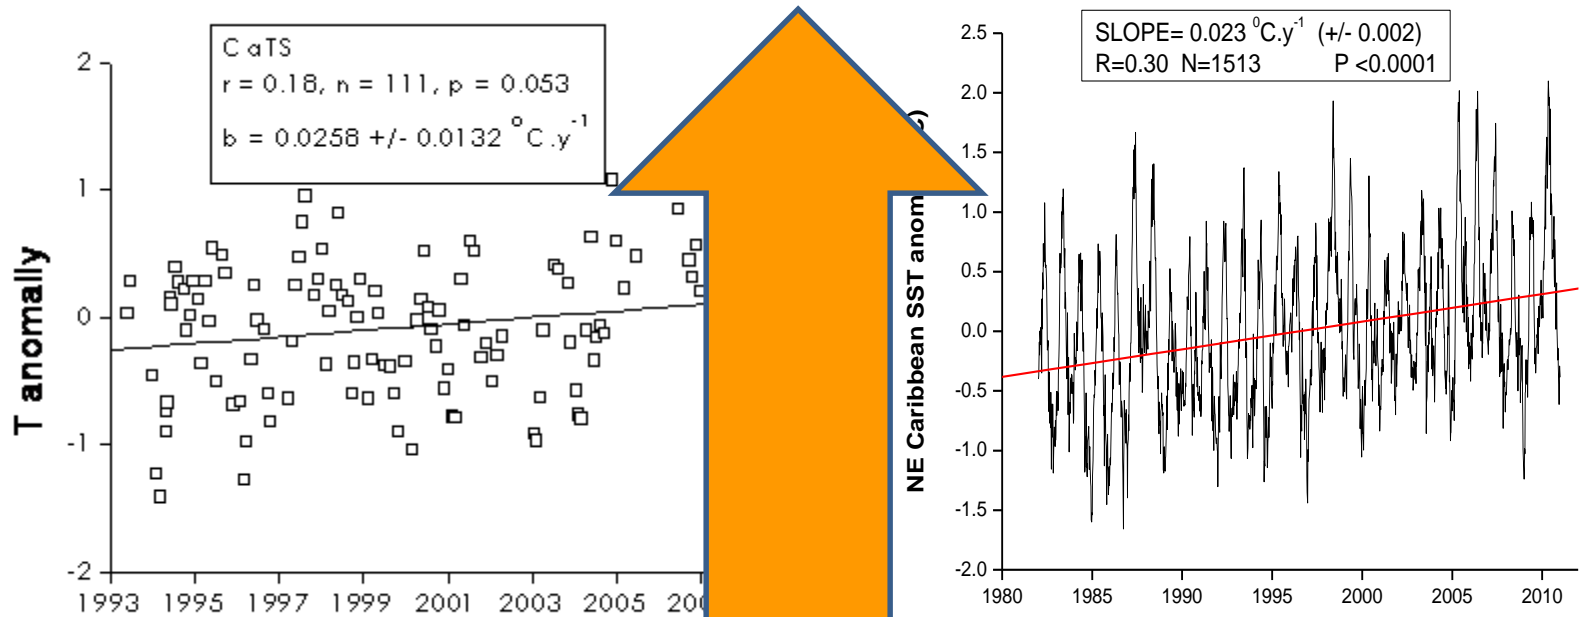 C aTS
r = 0.18, n = 111, p = 0.053
b = 0.0258 +/- 0.0132 °C.y⁻¹
T anomally
2
1
0
-1
-2
1993 1995 1997 1999 2001 2003 2005
SLOPE= 0.023 ⁰C.y⁻¹ (+/- 0.002)
R=0.30 N=1513 P <0.0001
NE Caribbean SST anom
2.5
2.0
1.5
1.0
0.5
0.0
-0.5
-1.0
-1.5
-2.0
1980 1985 1990 1995 2000 2005 2010